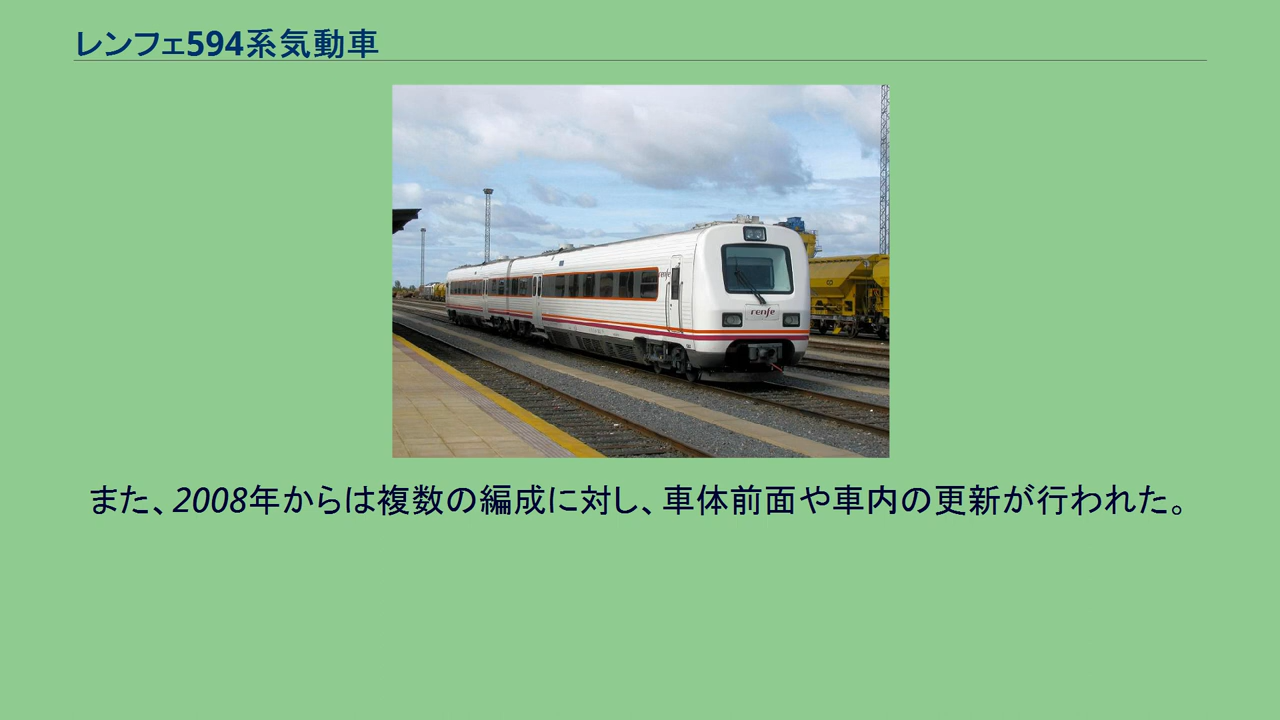 レンフェ594系気動車
renfe
renfe
また、2008年からは複数の編成に対し、車体前面や車内の更新が行われた。